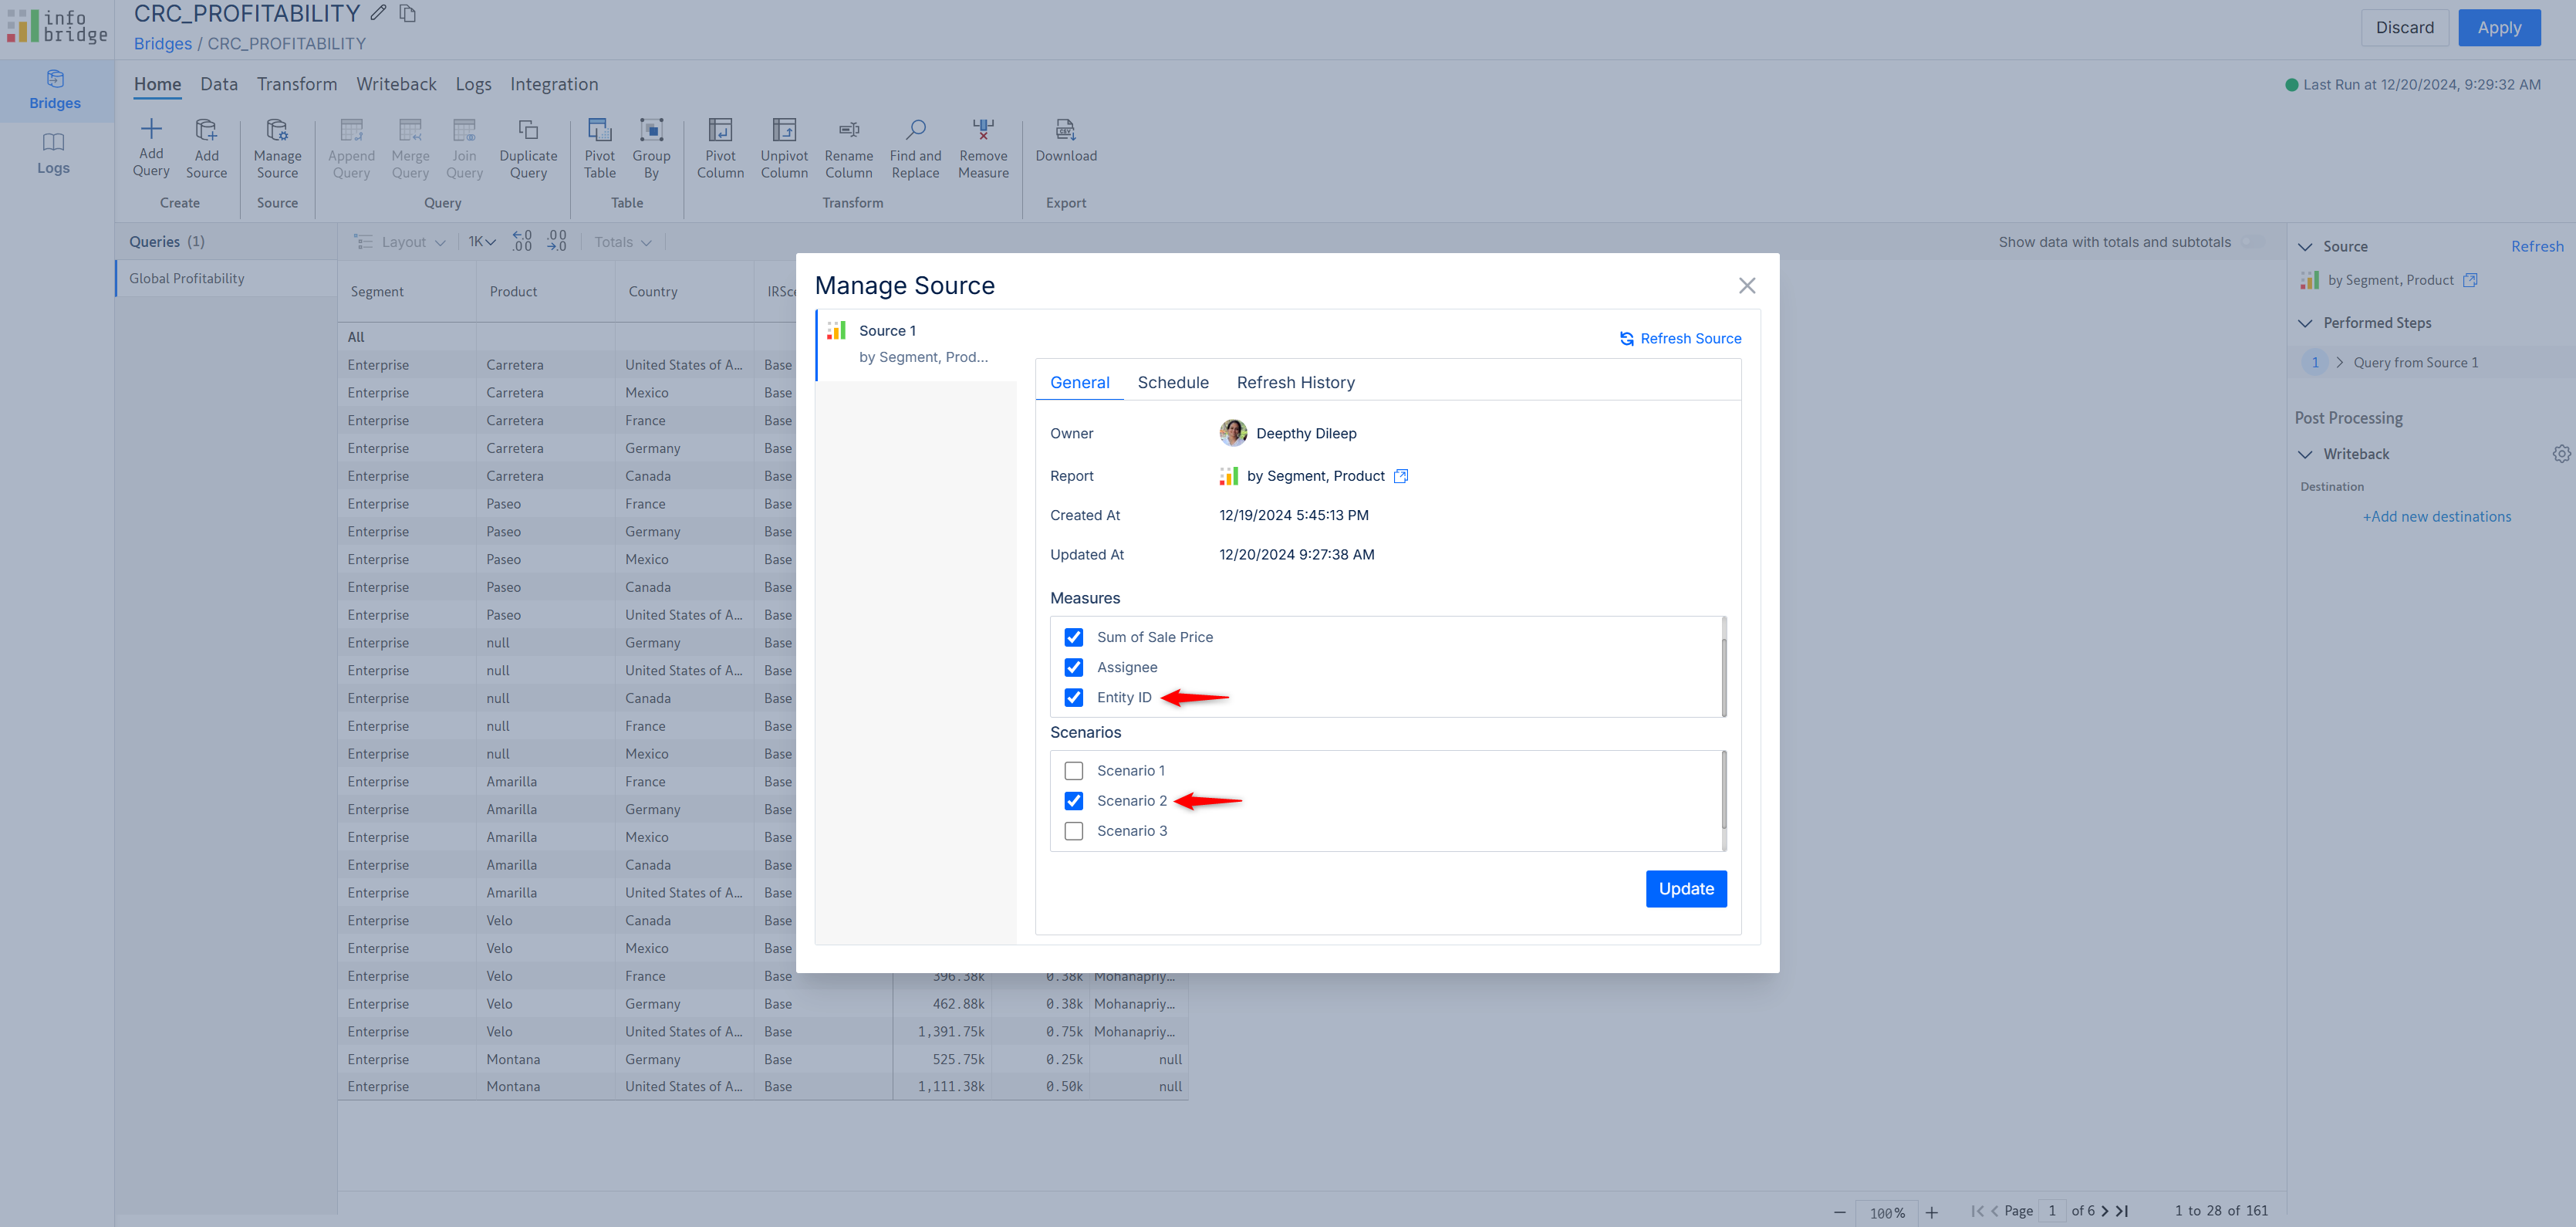 info
bridge
CRC_PROFITABILITY
Bridges / CRC_PROFITABILITY
Discard
Apply
Bridges
Logs
Home Data Transform Writeback Logs Integration
Last Run at 12/20/2024, 9:29:32 AM
Add Query
Add Source
Manage Source
Append Query
Merge Query
Join Query
Duplicate Query
Pivot Table
Group By
Pivot Column
Unpivot Column
Rename Column
Find and Replace
Remove Measure
CSV
Download
Create Source Query Table Transform Export
Queries (1)
Global Profitability
Layout 1K .0 .00 .00 .0 Totals
Show data with totals and subtotals
Segment Product Country IRSce
All
Enterprise Carretera United States of A... Base
Enterprise Carretera Mexico Base
Enterprise Carretera France Base
Enterprise Carretera Germany Base
Enterprise Carretera Canada Base
Enterprise Paseo France Base
Enterprise Paseo Germany Base
Enterprise Paseo Mexico Base
Enterprise Paseo Canada Base
Enterprise Paseo United States of A... Base
Enterprise null Germany Base
Enterprise null United States of A... Base
Enterprise null Canada Base
Enterprise null France Base
Enterprise null Mexico Base
Enterprise Amarilla France Base
Enterprise Amarilla Germany Base
Enterprise Amarilla Mexico Base
Enterprise Amarilla Canada Base
Enterprise Amarilla United States of A... Base
Enterprise Velo Canada Base
Enterprise Velo Mexico Base
Enterprise Velo France Base 396.38k 0.38k Mohanapriy...
Enterprise Velo Germany Base 462.88k 0.38k Mohanapriy...
Enterprise Velo United States of A... Base 1,391.75k 0.75k Mohanapriy...
Enterprise Montana Germany Base 525.75k 0.25k null
Enterprise Montana United States of A... Base 1,111.38k 0.50k null
Manage Source
Source 1
by Segment, Prod...
Refresh Source
General Schedule Refresh History
Owner Deepthy Dileep
Report by Segment, Product
Created At 12/19/2024 5:45:13 PM
Updated At 12/20/2024 9:27:38 AM
Measures
Sum of Sale Price
Assignee
Entity ID
Scenarios
Scenario 1
Scenario 2
Scenario 3
Update
Source Refresh
by Segment, Product
Performed Steps
1 Query from Source 1
Post Processing
Writeback
Destination
+Add new destinations
100%
Page 1 of 6
1 to 28 of 161